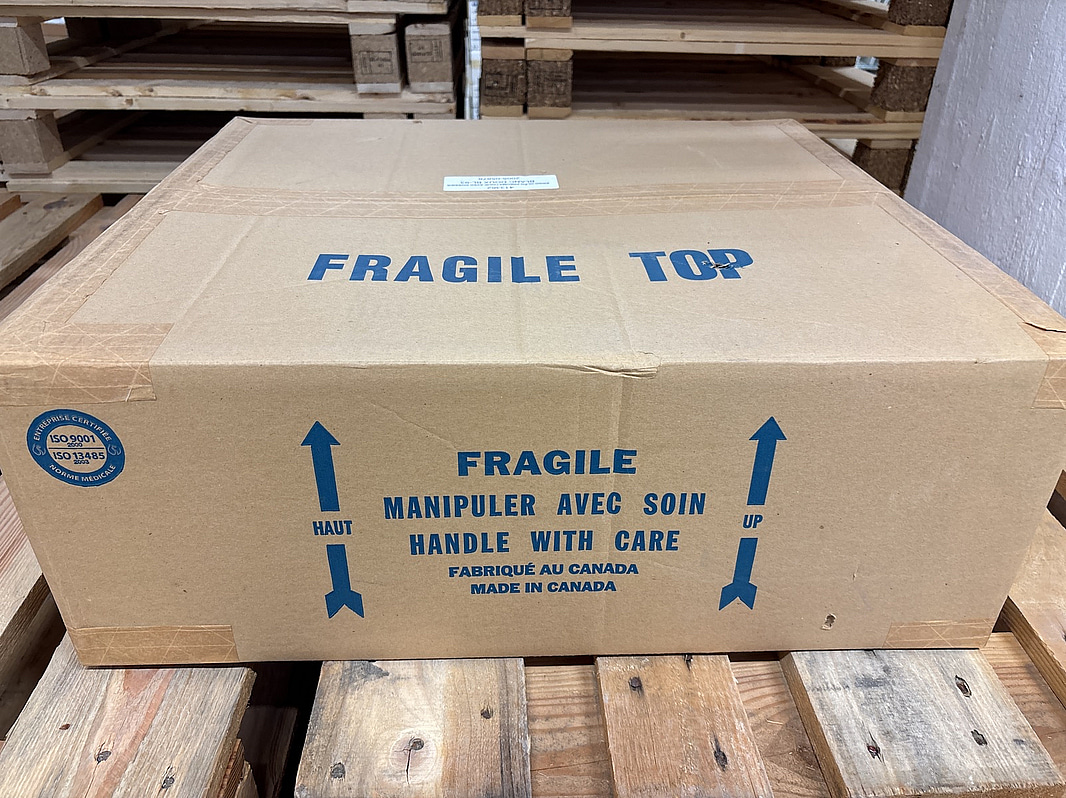 FRAGILE TOP
ENTREPRISE CERTIFIÉE
ISO 9001
2000
ISO 13485
2003
NORME MÉDICALE
HAUT
FRAGILE
MANIPULER AVEC SOIN
HANDLE WITH CARE
FABRIQUÉ AU CANADA
MADE IN CANADA
UP